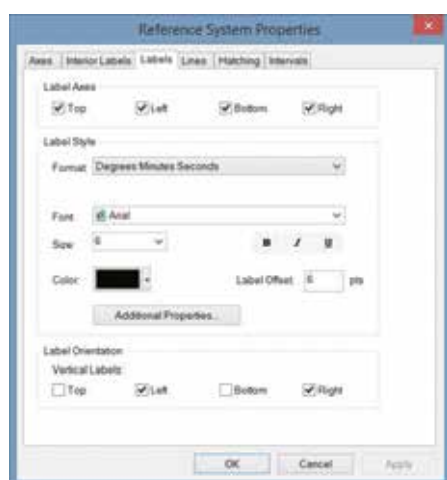 Reference System Properties
Axes Interior Labels Labels Lines Hatching Intervals
Label Axes
Top Left Bottom Right
Label Style
Format: Degrees Minutes Seconds
Font: Arial
Size: 6 B I U
Color: Label Offset: 6 pts
Additional Properties...
Label Orientation
Vertical Labels:
Top Left Bottom Right
OK Cancel Apply